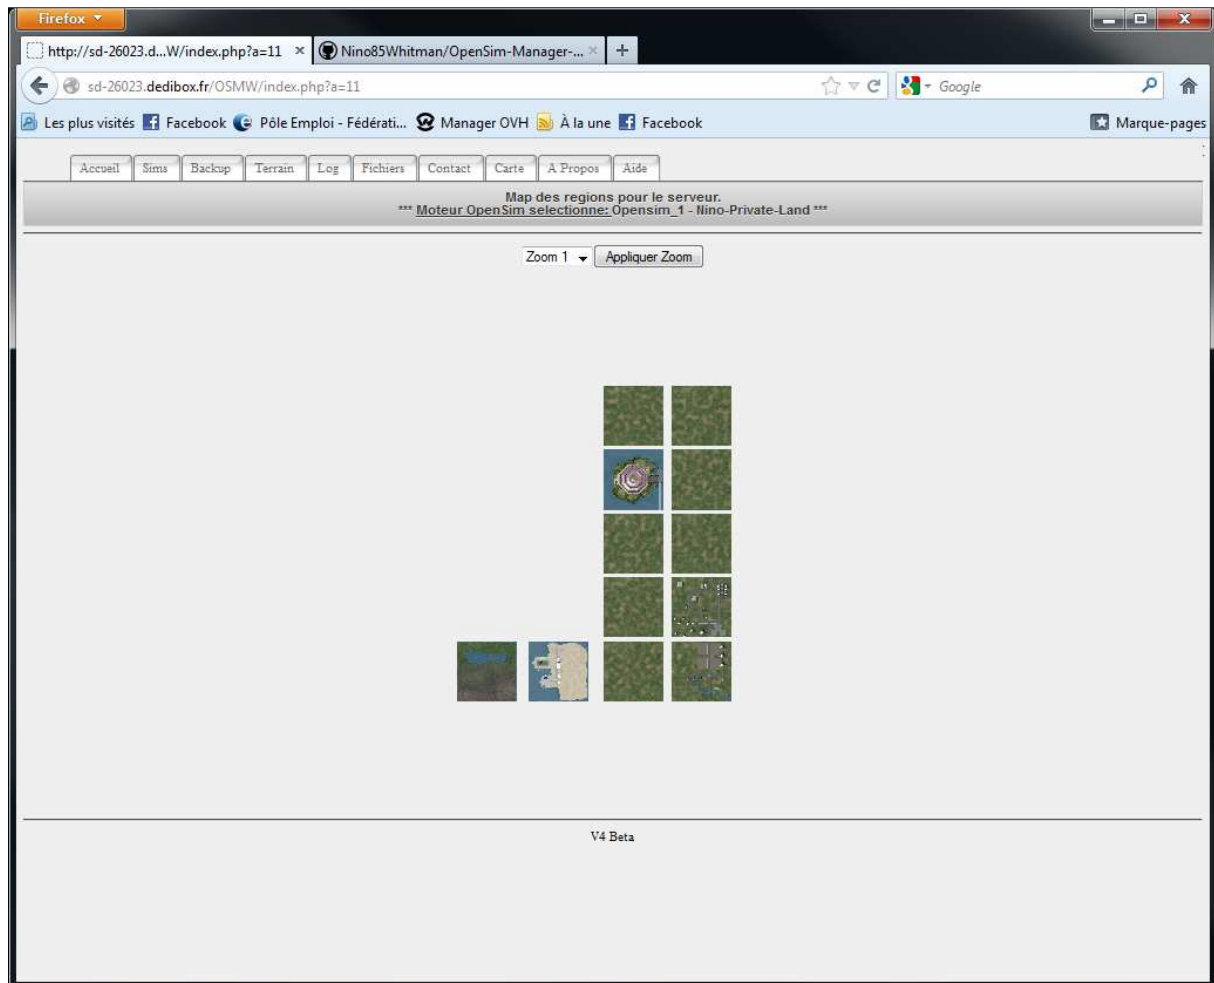 Firefox
http://sd-26023.d...W/index.php?a=11
Nino85Whitman/OpenSim-Manager-...
sd-26023.dedibox.fr/OSMW/index.php?a=11
Google
Les plus visités Facebook Pôle Emploi - Fédérati... Manager OVH À la une Facebook Marque-pages
Accueil Sims Backup Terrain Log Fichiers Contact Carte A Propos Aide
Map des regions pour le serveur.
*** Moteur OpenSim selectionne: Opensim_1 - Nino-Private-Land ***
Zoom 1 Appliquer Zoom
V4 Beta